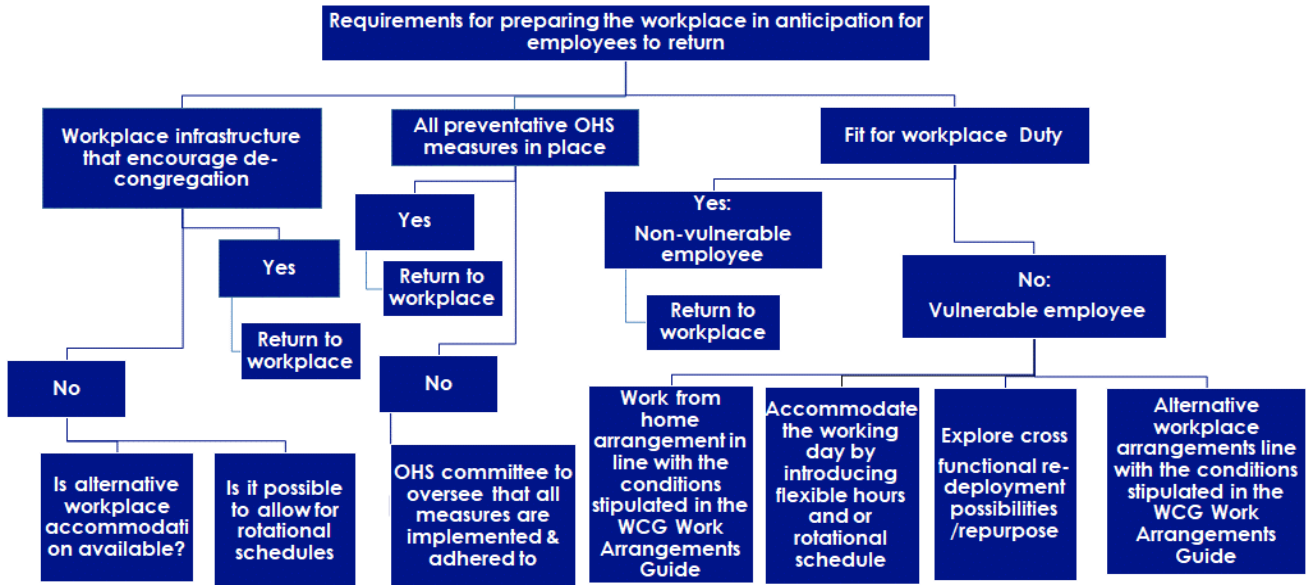 Requirements for preparing the workplace in anticipation for
employees to return
Workplace infrastructure
that encourage de-
congregation
All preventative OHS
measures in place
Fit for workplace Duty
Yes
Return to
workplace
No
Is alternative
workplace
accommodati
on available?
Is it possible
to allow for
rotational
schedules
Yes
Return to
workplace
No
OHS committee to
oversee that all
measures are
implemented &
adhered to
Yes:
Non-vulnerable
employee
Return to
workplace
No:
Vulnerable employee
Work from
home
arrangement in
line with the
conditions
stipulated in the
WCG Work
Arrangements
Guide
Accommodate
the working
day by
introducing
flexible hours
and or
rotational
schedule
Explore cross
functional re-
deployment
possibilities
/repurpose
Alternative
workplace
arrangements line
with the conditions
stipulated in the
WCG Work
Arrangements
Guide